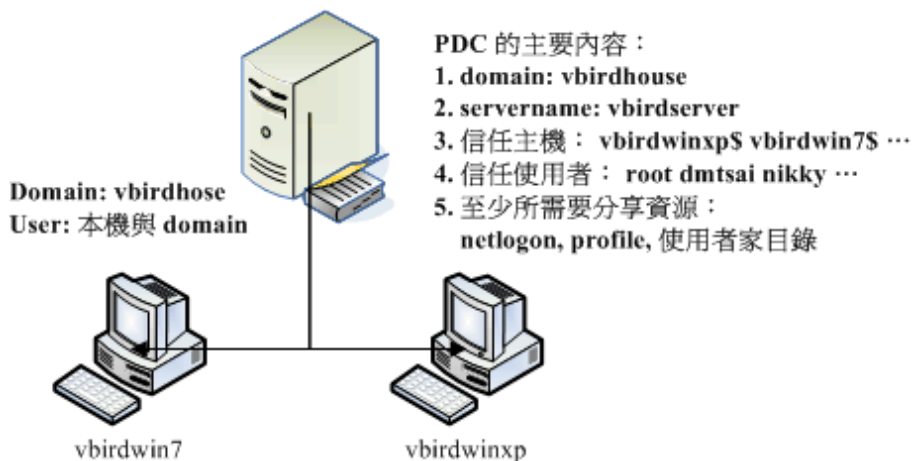 PDC 的主要內容：
1. domain: vbirdhouse
2. servername: vbirdserver
3. 信任主機： vbirdwinxp$ vbirdwin7$ …
4. 信任使用者： root dmtsai nikky …
5. 至少所需要分享資源：
netlogon, profile, 使用者家目錄
Domain: vbirdhose
User: 本機與 domain
vbirdwin7
vbirdwinxp